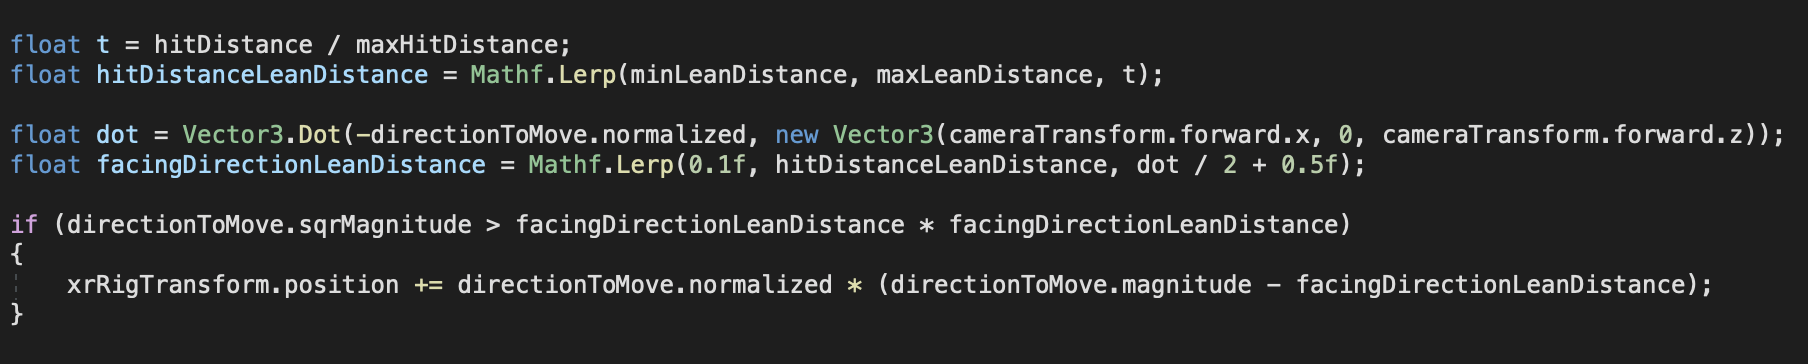 float t = hitDistance / maxHitDistance;
float hitDistanceLeanDistance = Mathf.Lerp(minLeanDistance, maxLeanDistance, t);
float dot = Vector3.Dot(-directionToMove.normalized, new Vector3(cameraTransform.forward.x, 0, cameraTransform.forward.z));
float facingDirectionLeanDistance = Mathf.Lerp(0.1f, hitDistanceLeanDistance, dot / 2 + 0.5f);
if (directionToMove.sqrMagnitude > facingDirectionLeanDistance * facingDirectionLeanDistance)
{
    xrRigTransform.position += directionToMove.normalized * (directionToMove.magnitude - facingDirectionLeanDistance);
}